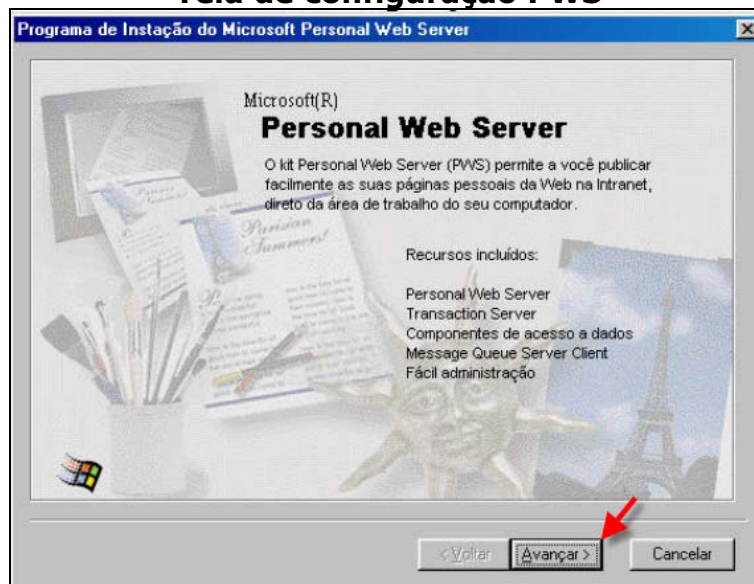 Tela de configuração PWS
Programa de Instação do Microsoft Personal Web Server
Microsoft(R)
Personal Web Server
O kit Personal Web Server (PWS) permite a você publicar
facilmente as suas páginas pessoais da Web na Intranet,
direto da área de trabalho do seu computador.
Parisian
Summers!
Recursos incluídos:
Personal Web Server
Transaction Server
Componentes de acesso a dados
Message Queue Server Client
Fácil administração
< Voltar
Avançar >
Cancelar